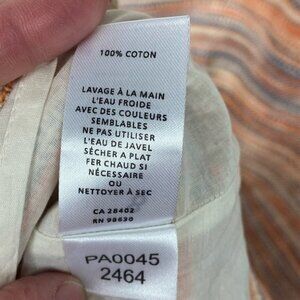 100% COTON
LAVAGE À LA MAIN
L'EAU FROIDE
AVEC DES COULEURS
SEMBLABLES
NE PAS UTILISER
L'EAU DE JAVEL
SÉCHER A PLAT
FER CHAUD SI
NÉCESSAIRE
OU
NETTOYER À SEC
CA 28402
RN 98630
PA0045
2464